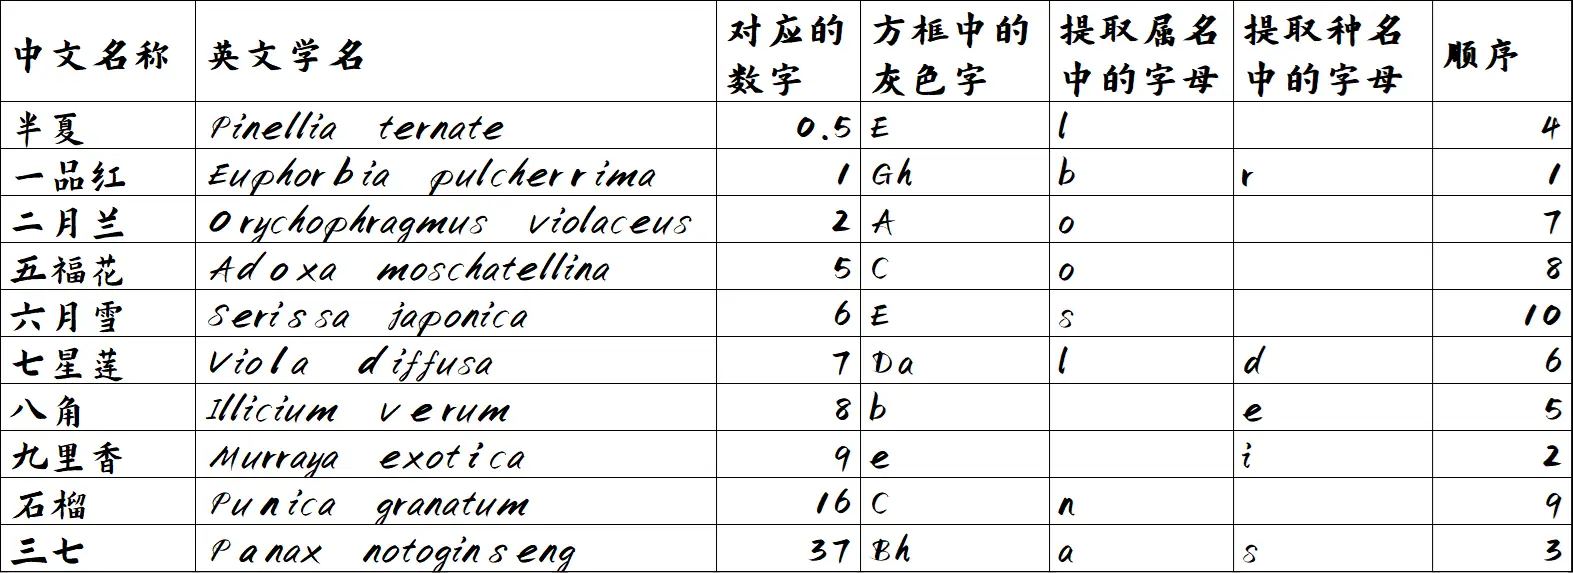 中文名称 英文学名 对应的数字 方框中的灰色字 提取属名中的字母 提取种名中的字母 顺序
半夏 Pinellia ternate 0.5 E l 4
一品红 Euphorbia pulcherrima 1 Gh b r 1
二月兰 Orychophragmus violaceus 2 A o 7
五福花 Adoxa moschatellina 5 C o 8
六月雪 Serissa japonica 6 E s 10
七星莲 Viola diffusa 7 Da l d 6
八角 Illicium verum 8 b e 5
九里香 Murraya exotica 9 e i 2
石榴 Punica granatum 16 C n 9
三七 Panax notoginseng 37 Bh a s 3